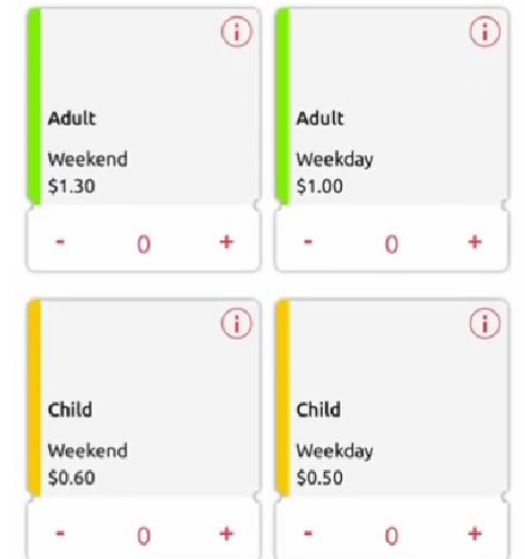 Adult
Weekend
$1.30
- 0 +
Adult
Weekday
$1.00
- 0 +
Child
Weekend
$0.60
- 0 +
Child
Weekday
$0.50
- 0 +